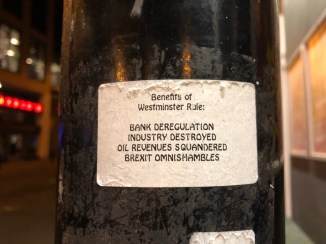 Benefits of
Westminster Rule:
BANK DEREGULATION
INDUSTRY DESTROYED
OIL REVENUES SQUANDERED
BREXIT OMNISHAMBLES